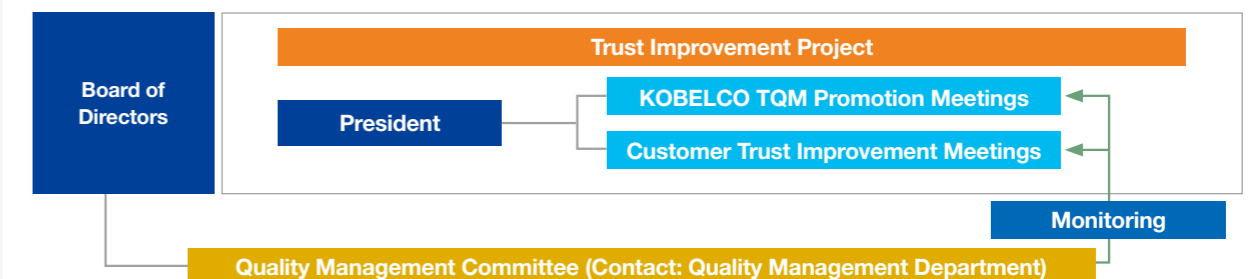 Board of
Directors
Trust Improvement Project
President
KOBELCO TQM Promotion Meetings
Customer Trust Improvement Meetings
Monitoring
Quality Management Committee (Contact: Quality Management Department)